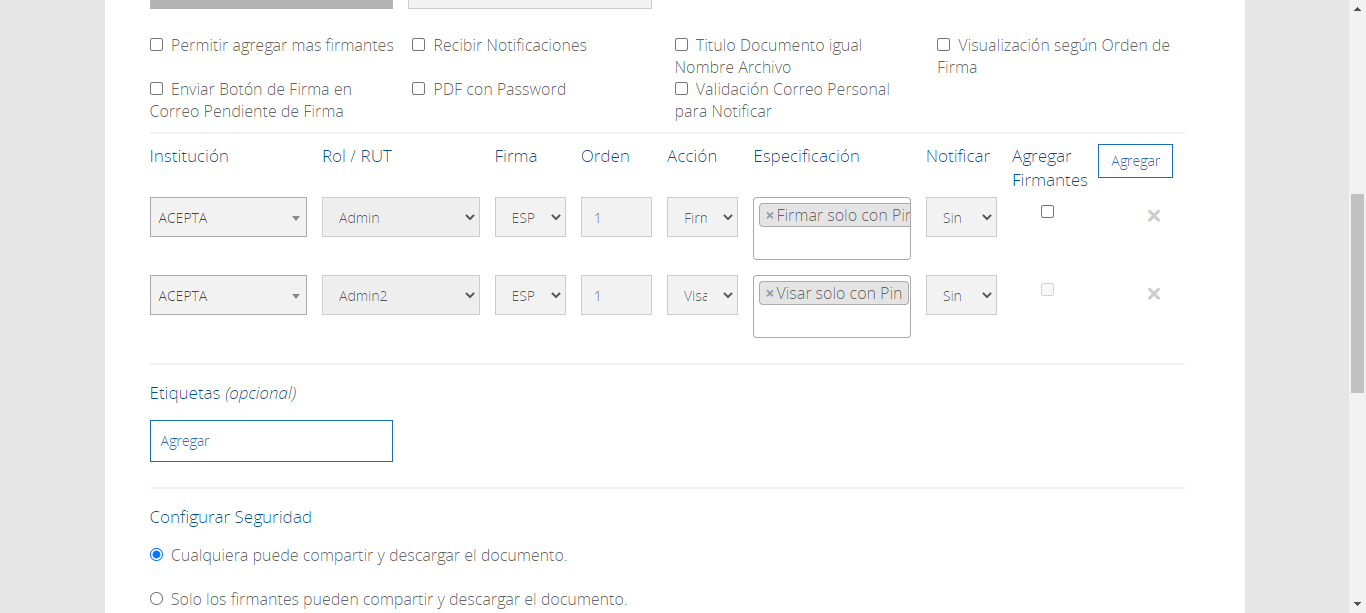 Permitir agregar mas firmantes
Recibir Notificaciones
Titulo Documento igual
Nombre Archivo
Visualización según Orden de
Firma
Enviar Botón de Firma en
Correo Pendiente de Firma
PDF con Password
Validación Correo Personal
para Notificar
Institución Rol / RUT Firma Orden Acción Especificación Notificar Agregar
Firmantes
Agregar
ACEPTA Admin ESP 1 Firm ×Firmar solo con Pin Sin ×
ACEPTA Admin2 ESP 1 Visa ×Visar solo con Pin Sin ×
Etiquetas (opcional)
Agregar
Configurar Seguridad
Cualquiera puede compartir y descargar el documento.
Solo los firmantes pueden compartir y descargar el documento.